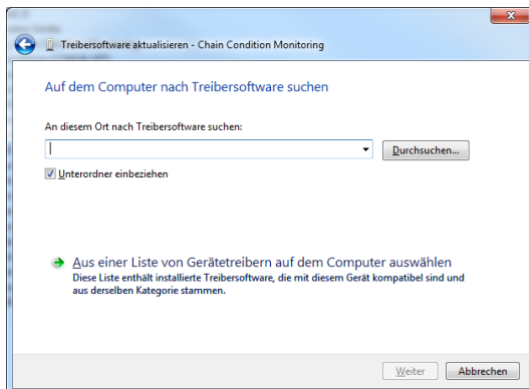 Treibersoftware aktualisieren - Chain Condition Monitoring
Auf dem Computer nach Treibersoftware suchen
An diesem Ort nach Treibersoftware suchen:
Durchsuchen...
Unterordner einbeziehen
Aus einer Liste von Gerätetreibern auf dem Computer auswählen
Diese Liste enthält installierte Treibersoftware, die mit diesem Gerät kompatibel sind und
aus derselben Kategorie stammen.
Weiter Abbrechen